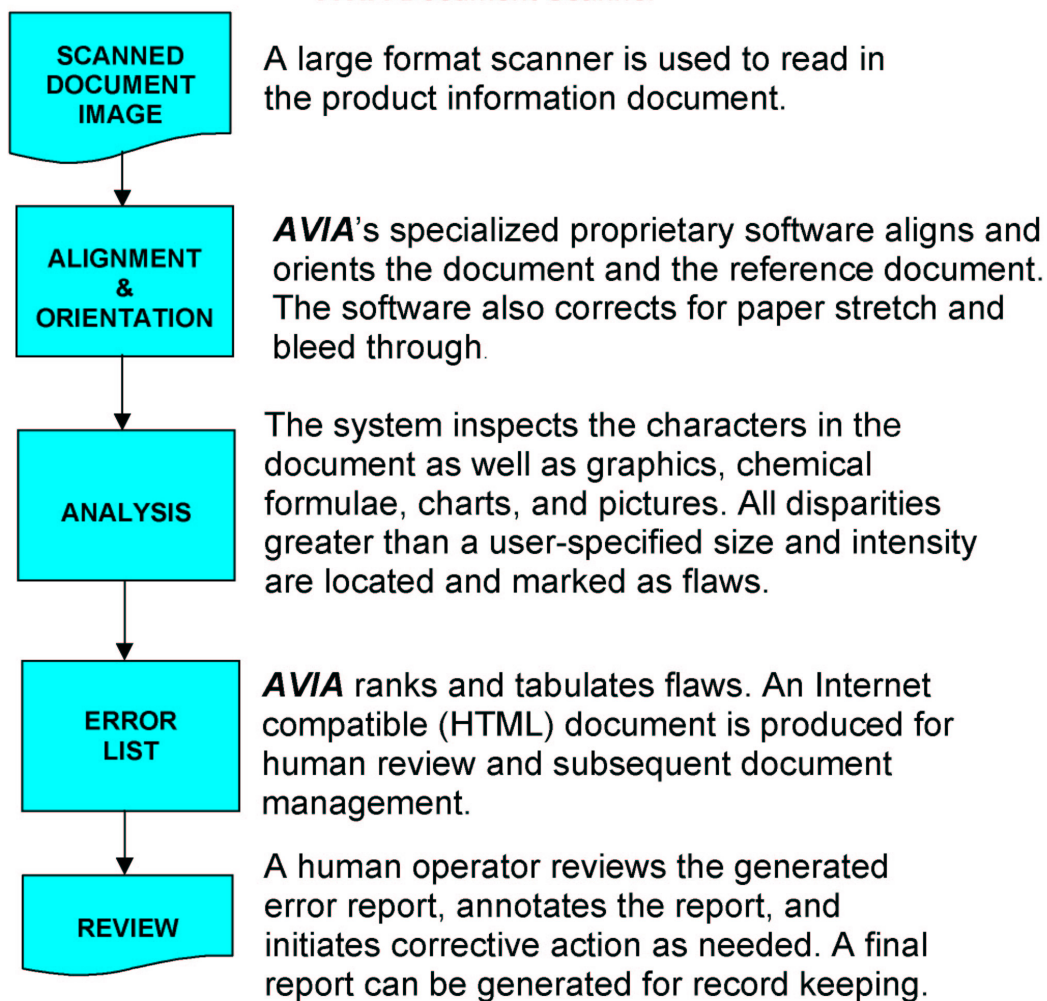 SCANNED
DOCUMENT
IMAGE
A large format scanner is used to read in
the product information document.
ALIGNMENT
&
ORIENTATION
AVIA's specialized proprietary software aligns and
orients the document and the reference document.
The software also corrects for paper stretch and
bleed through.
ANALYSIS
The system inspects the characters in the
document as well as graphics, chemical
formulae, charts, and pictures. All disparities
greater than a user-specified size and intensity
are located and marked as flaws.
ERROR
LIST
AVIA ranks and tabulates flaws. An Internet
compatible (HTML) document is produced for
human review and subsequent document
management.
REVIEW
A human operator reviews the generated
error report, annotates the report, and
initiates corrective action as needed. A final
report can be generated for record keeping.